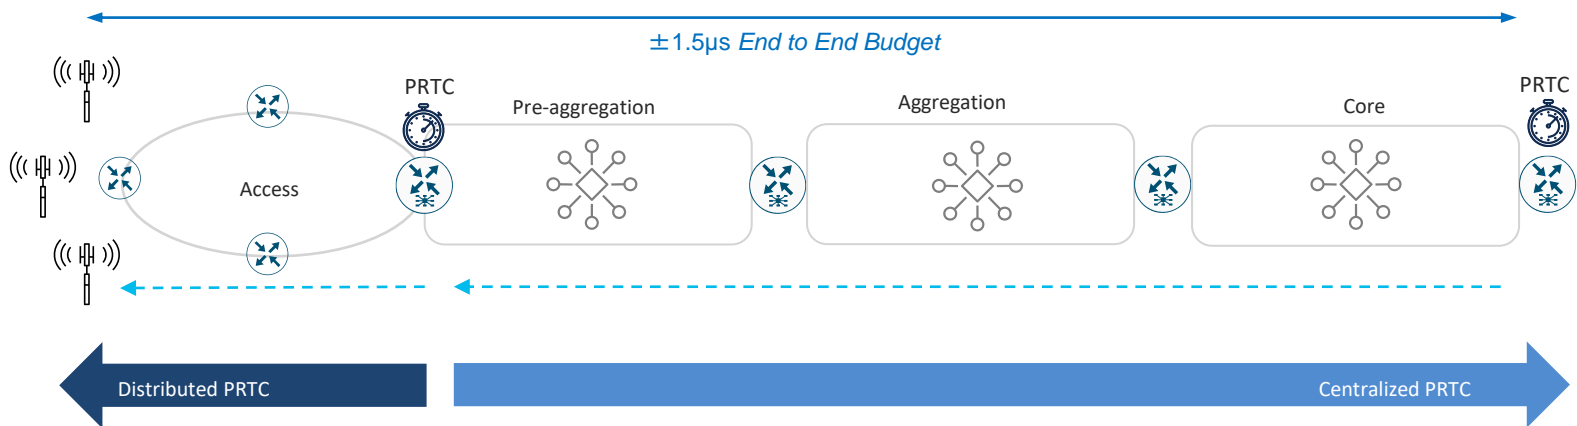 ±1.5µs End to End Budget
PRTC
Pre-aggregation
Aggregation
Core
PRTC
Access
Distributed PRTC
Centralized PRTC